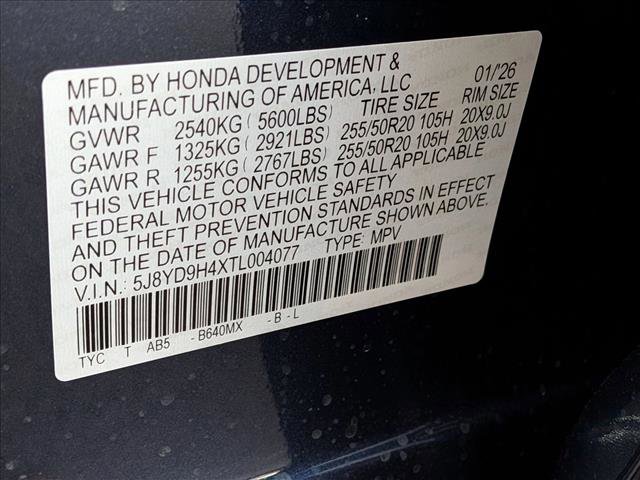 MFD. BY HONDA DEVELOPMENT &
MANUFACTURING OF AMERICA, LLC 01/'26
GVWR 2540KG (5600LBS) TIRE SIZE RIM SIZE
GAWR F 1325KG (2921LBS) 255/50R20 105H 20X9.0J
GAWR R 1255KG (2767LBS) 255/50R20 105H 20X9.0J
THIS VEHICLE CONFORMS TO ALL APPLICABLE
FEDERAL MOTOR VEHICLE SAFETY
AND THEFT PREVENTION STANDARDS IN EFFECT
ON THE DATE OF MANUFACTURE SHOWN ABOVE.
V.I.N.: 5J8YD9H4XTL004077 TYPE: MPV
TYC T AB5 -B640MX -B-L